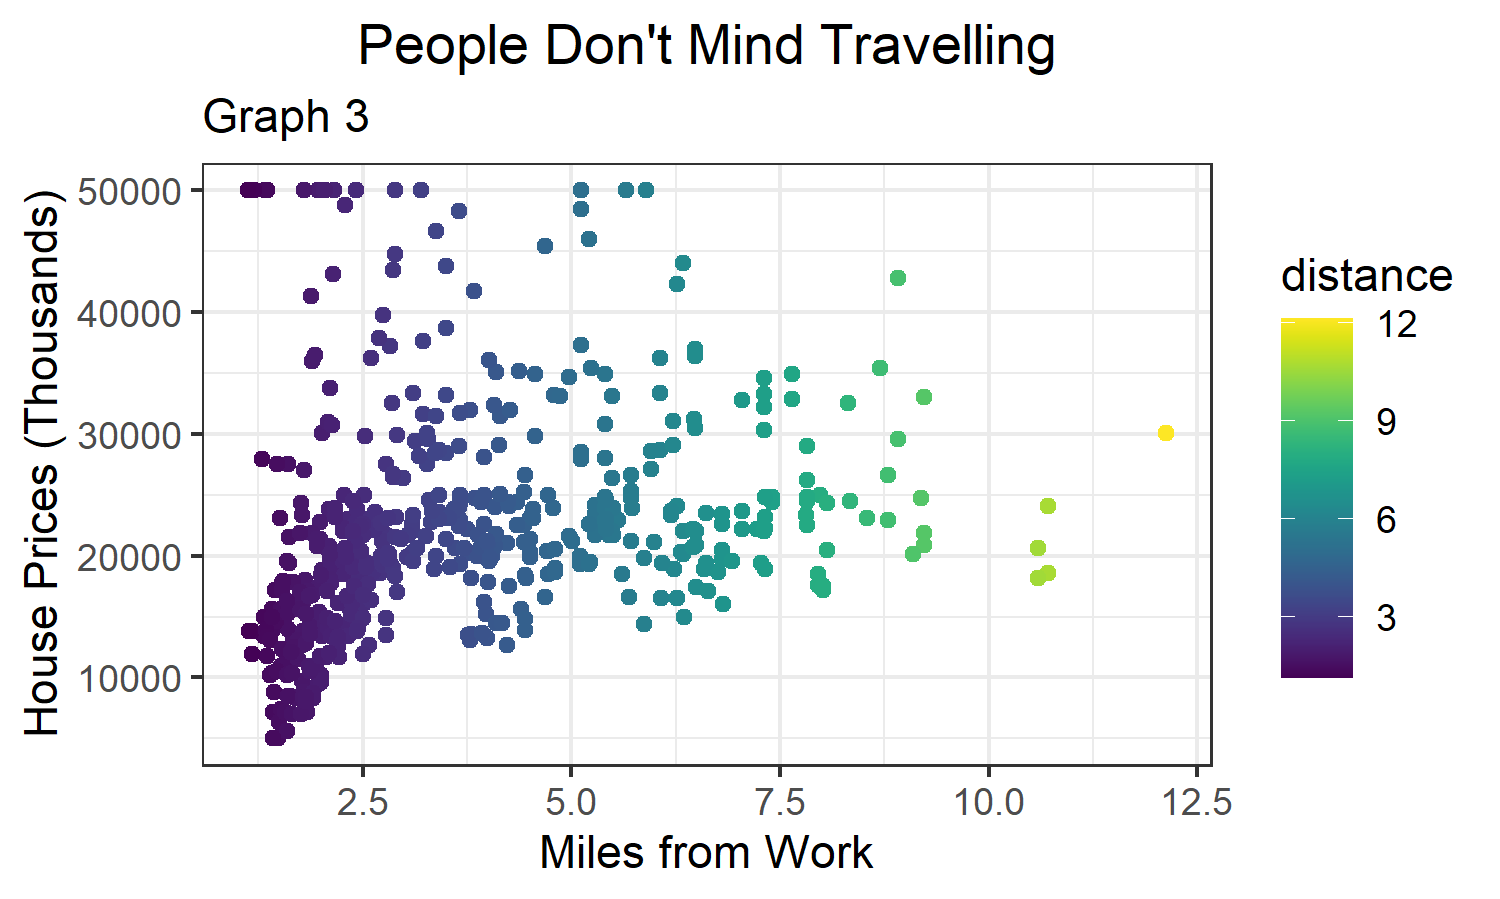 People Don't Mind Travelling
Graph 3
House Prices (Thousands)
50000
40000
30000
20000
10000
2.5 5.0 7.5 10.0 12.5
Miles from Work
distance
12
9
6
3